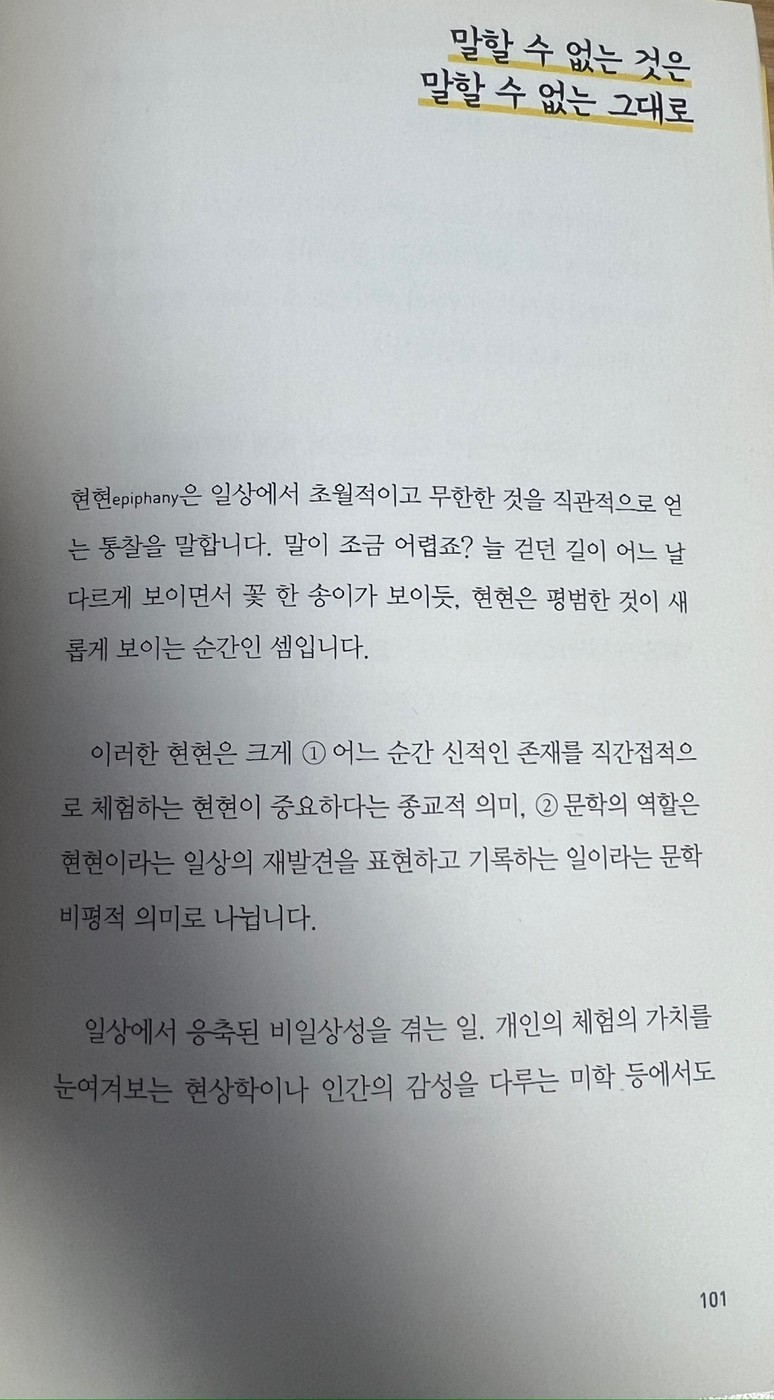 말할 수 없는 것은
말할 수 없는 그대로
현현epiphany은 일상에서 초월적이고 무한한 것을 직관적으로 얻
는 통찰을 말합니다. 말이 조금 어렵죠? 늘 걷던 길이 어느 날
다르게 보이면서 꽃 한 송이가 보이듯, 현현은 평범한 것이 새
롭게 보이는 순간인 셈입니다.
이러한 현현은 크게 ① 어느 순간 신적인 존재를 직간접적으
로 체험하는 현현이 중요하다는 종교적 의미, ② 문학의 역할은
현현이라는 일상의 재발견을 표현하고 기록하는 일이라는 문학
비평적 의미로 나뉩니다.
일상에서 응축된 비일상성을 겪는 일. 개인의 체험의 가치를
눈여겨보는 현상학이나 인간의 감성을 다루는 미학 등에서도
101